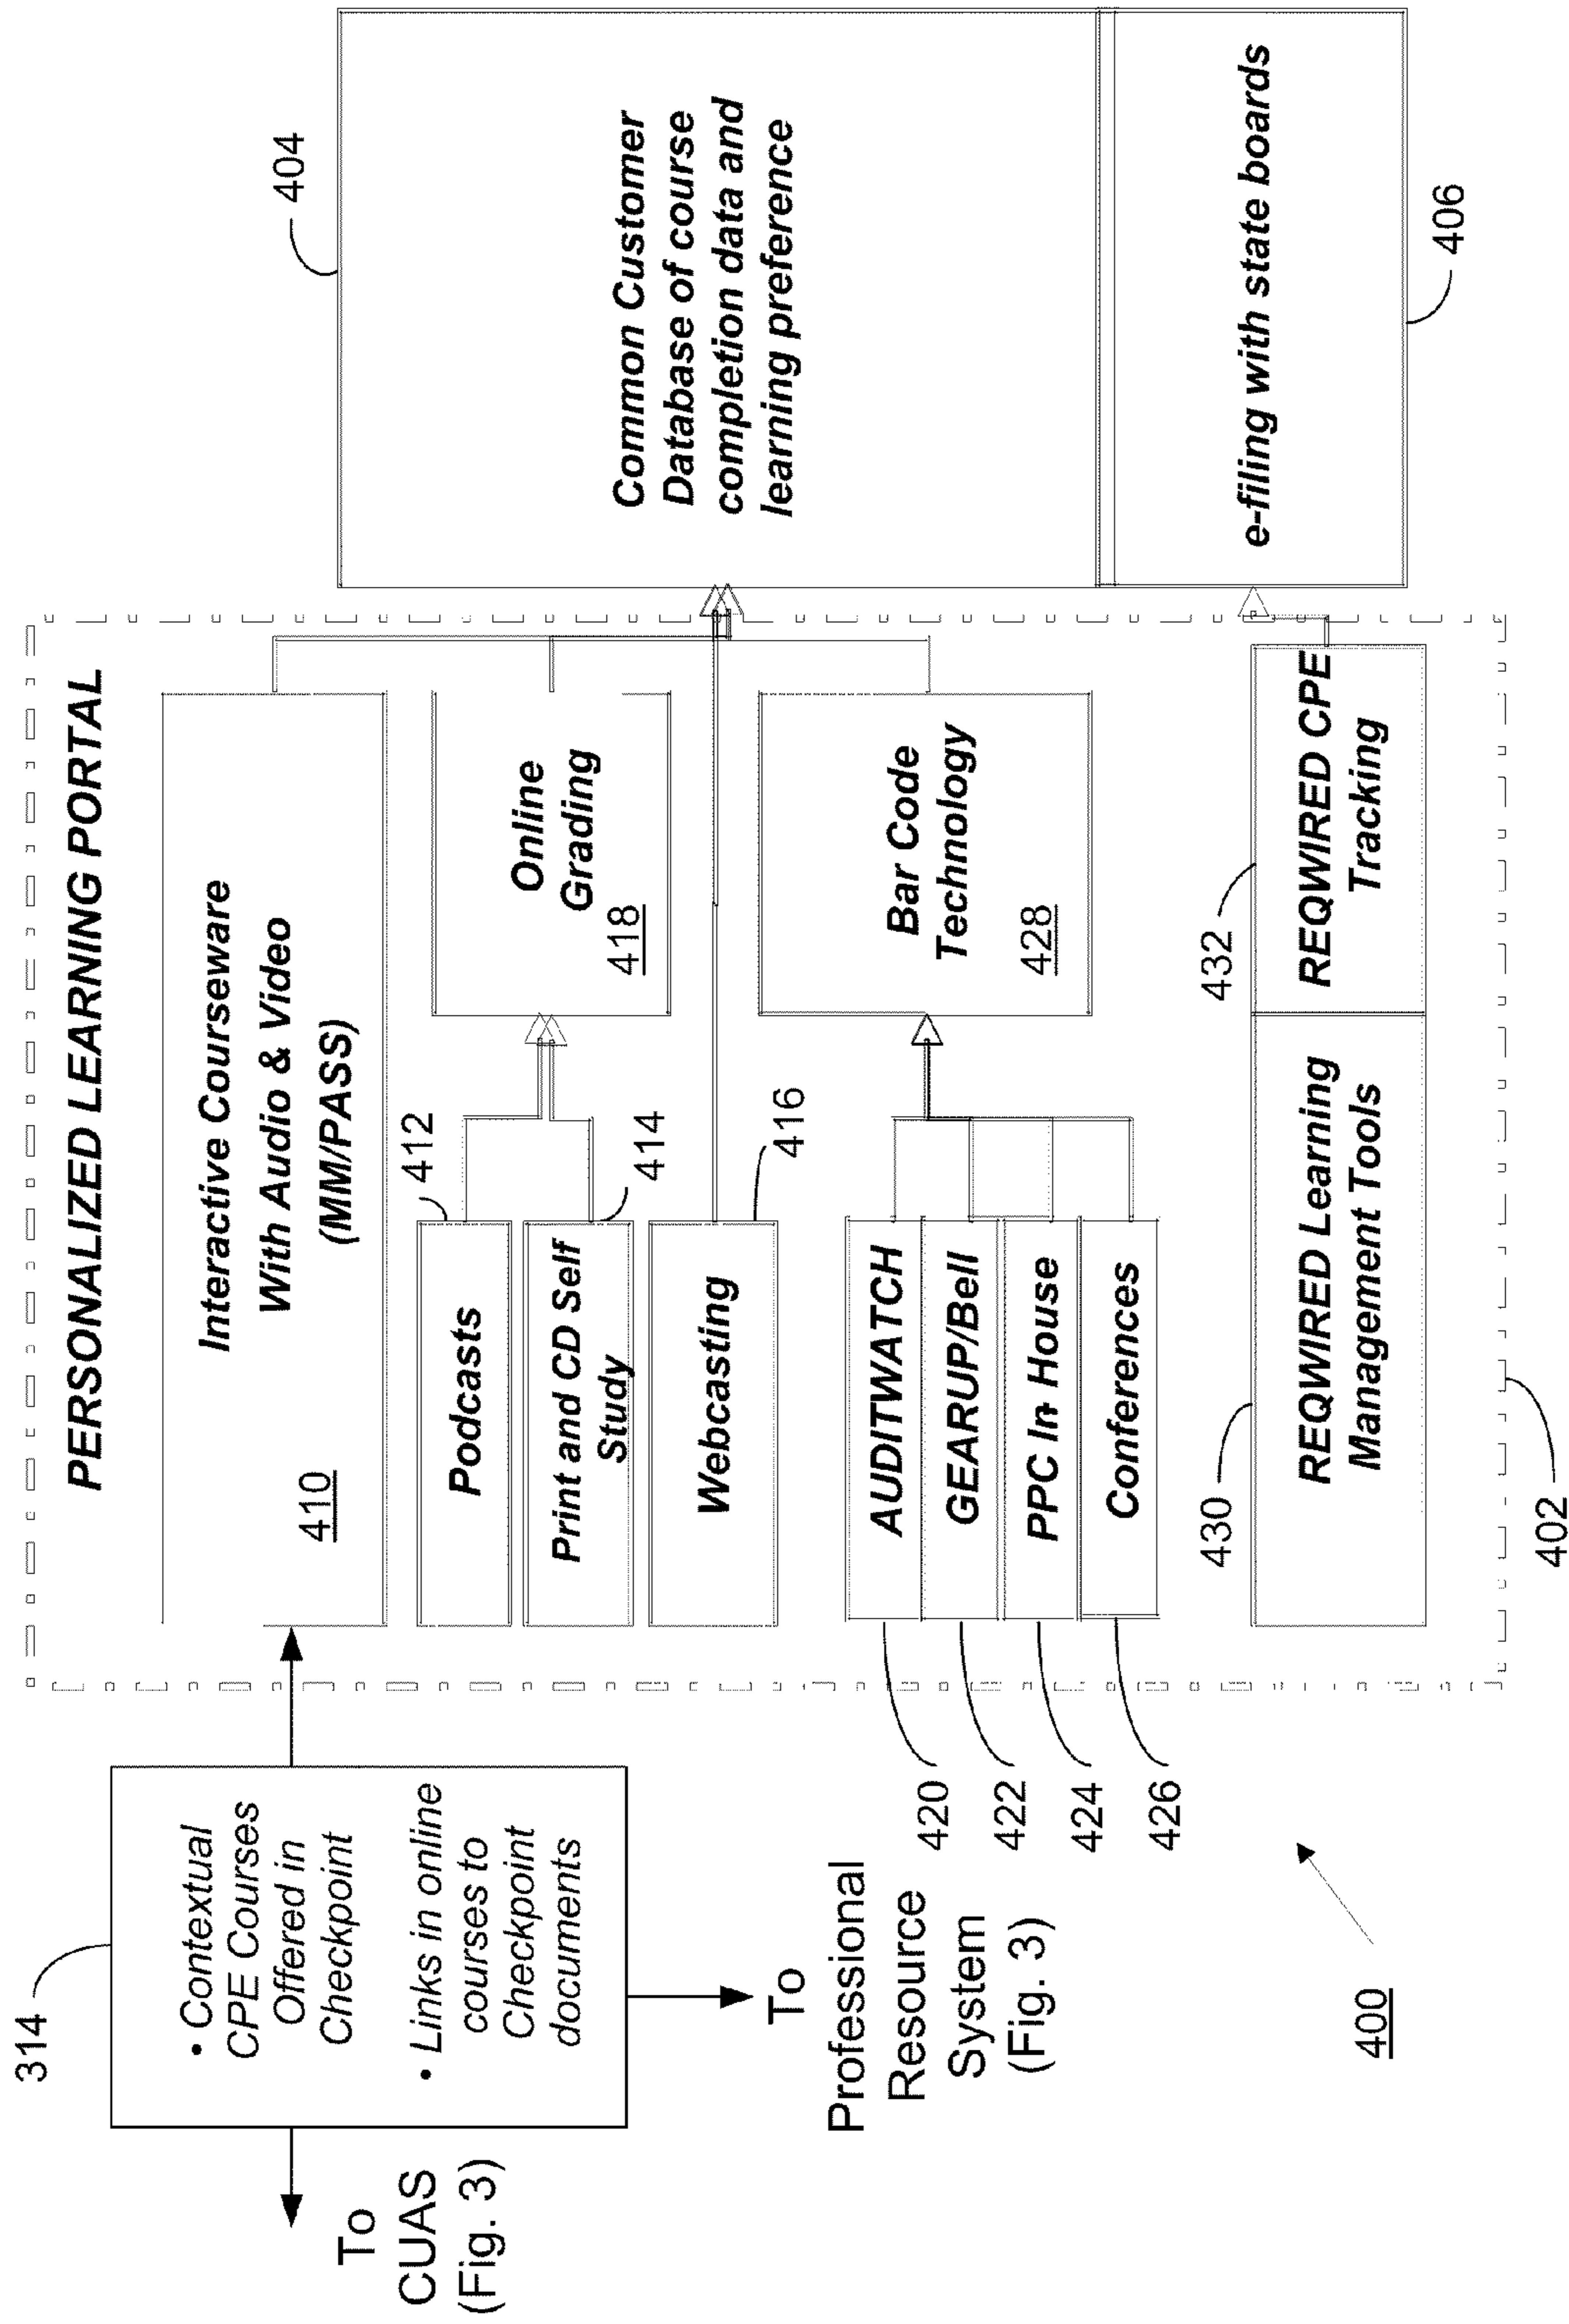 PERSONALIZED LEARNING PORTAL
314
• Contextual
CPE Courses
Offered in
Checkpoint
• Links in online
courses to
Checkpoint
documents
To
CUAS
(Fig. 3)
To
Professional
Resource
System
(Fig. 3)
Interactive Courseware
With Audio & Video
(MM/PASS)
410
Podcasts
412
Print and CD Self
Study
414
Webcasting
416
Online
Grading
418
AUDITWATCH
GEARUP/Bell
PPC In-House
Conferences
420
422
424
426
Bar Code
Technology
428
430
REQWIRED Learning
Management Tools
432
REQWIRED CPE
Tracking
402
404
Common Customer
Database of course
completion data and
learning preference
e-filing with state boards
406
400